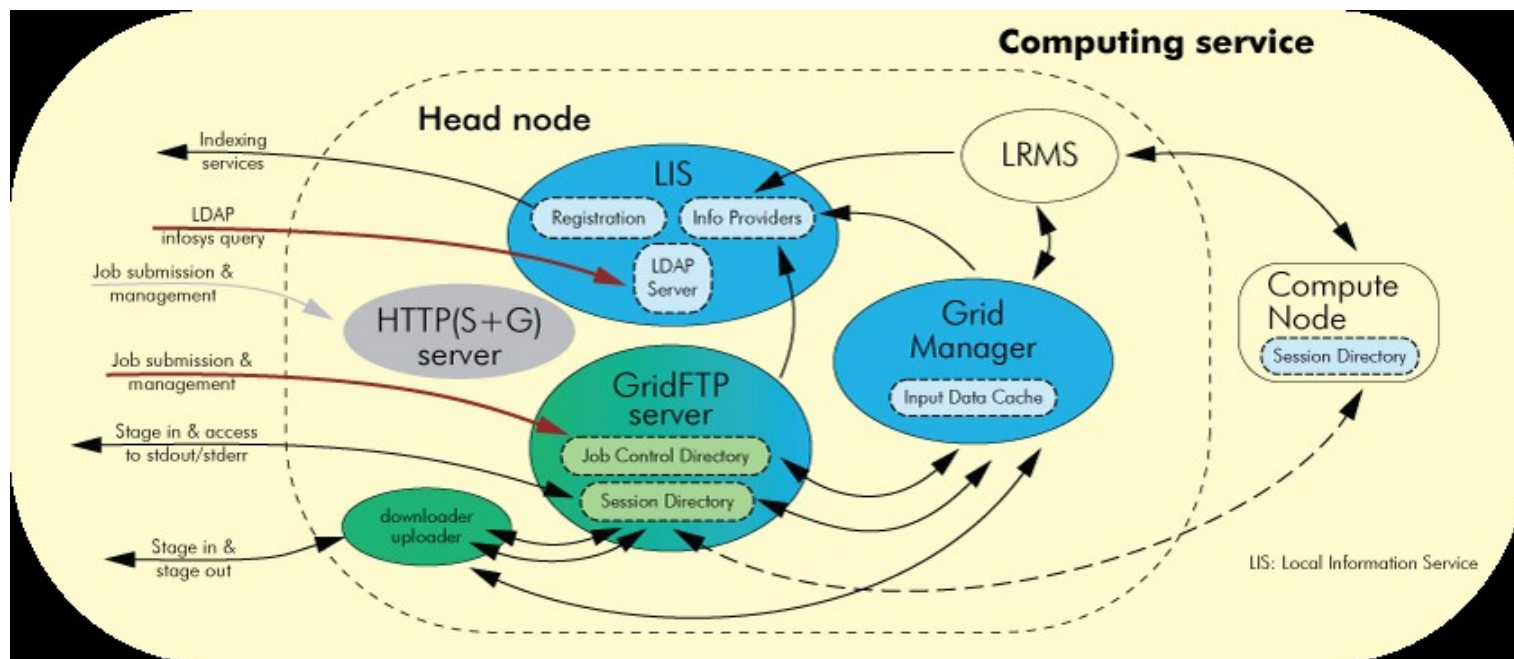 Computing service
Head node
Indexing
services
LDAP
infosys query
Job submission &
management
Job submission &
management
Stage in & access
to stdout/stderr
Stage in &
stage out
LIS
Registration
Info Providers
LDAP
Server
HTTP(S+G)
server
GridFTP
server
Job Control Directory
Session Directory
downloader
uploader
LRMS
Grid
Manager
Input Data Cache
Compute
Node
Session Directory
LIS: Local Information Service